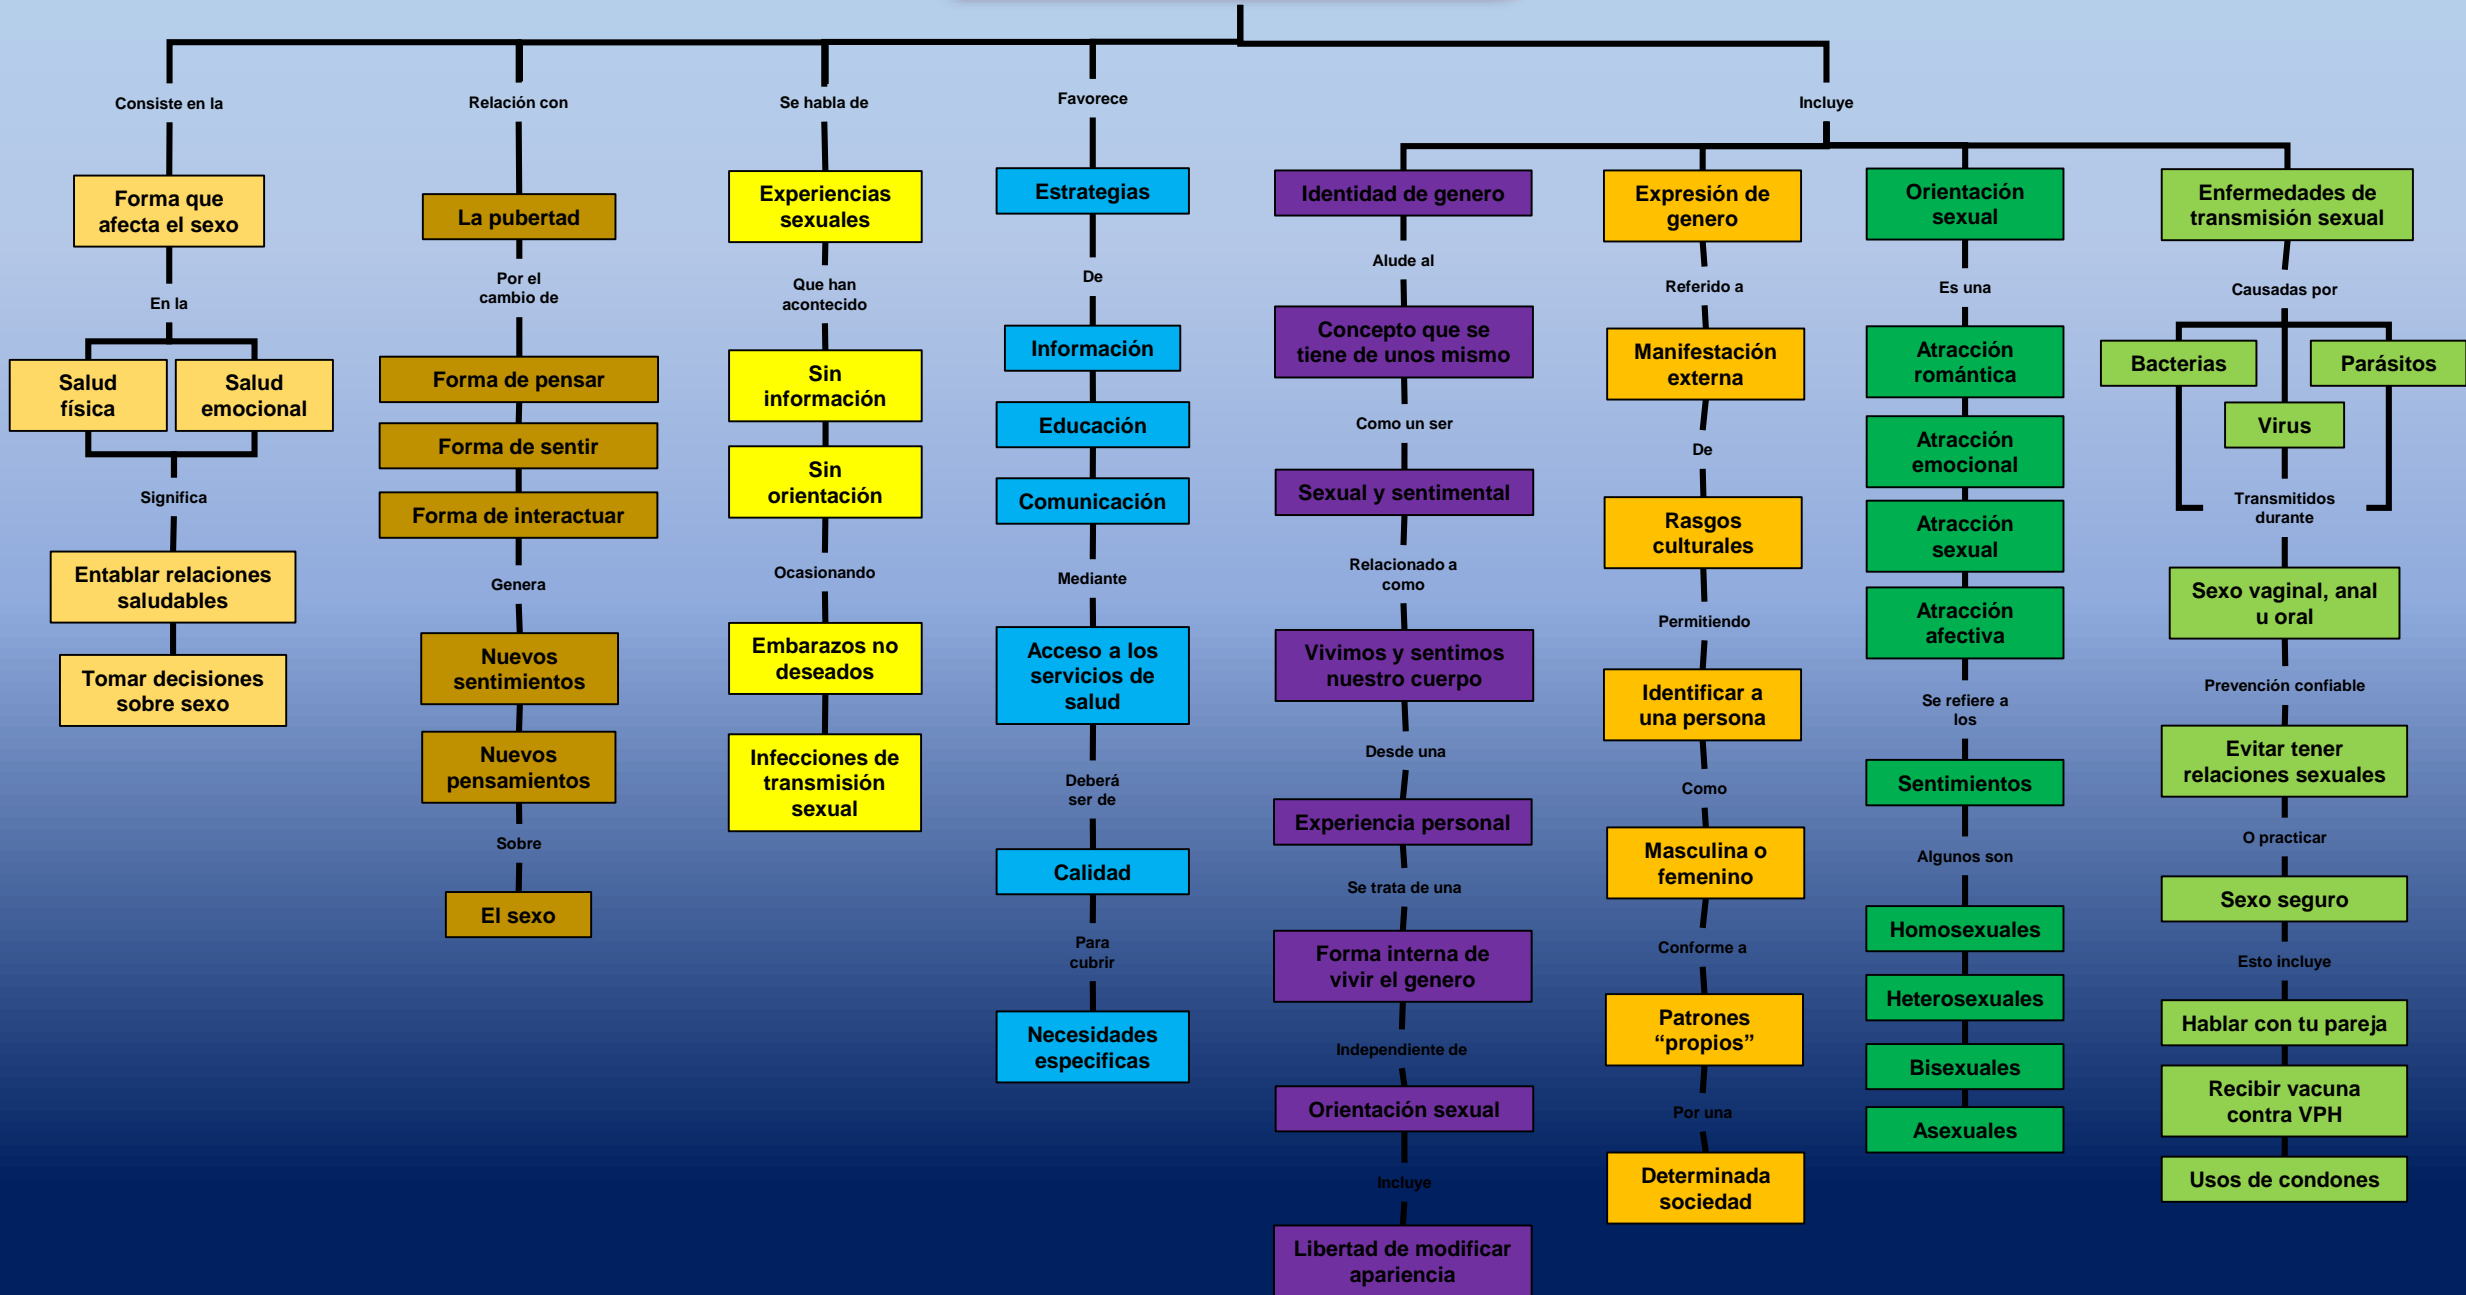 Consiste en la
Forma que
afecta el sexo
En la
Salud
física
Salud
emocional
Significa
Entablar relaciones
saludables
Tomar decisiones
sobre sexo
Relación con
La pubertad
Por el
cambio de
Forma de pensar
Forma de sentir
Forma de interactuar
Genera
Nuevos
sentimientos
Nuevos
pensamientos
Sobre
El sexo
Se habla de
Experiencias
sexuales
Que han
acontecido
Sin
información
Sin
orientación
Ocasionando
Embarazos no
deseados
Infecciones de
transmisión
sexual
Favorece
Estrategias
De
Información
Educación
Comunicación
Mediante
Acceso a los
servicios de
salud
Deberá
ser de
Calidad
Para
cubrir
Necesidades
especificas
Incluye
Identidad de genero
Alude al
Concepto que se
tiene de unos mismo
Como un ser
Sexual y sentimental
Relacionado a
como
Vivimos y sentimos
nuestro cuerpo
Desde una
Experiencia personal
Se trata de una
Forma interna de
vivir el genero
Independiente de
Orientación sexual
Incluye
Libertad de modificar
apariencia
Expresión de
genero
Referido a
Manifestación
externa
De
Rasgos
culturales
Permitiendo
Identificar a
una persona
Como
Masculina o
femenino
Conforme a
Patrones
“propios”
Por una
Determinada
sociedad
Orientación
sexual
Es una
Atracción
romántica
Atracción
emocional
Atracción
sexual
Atracción
afectiva
Se refiere a
los
Sentimientos
Algunos son
Homosexuales
Heterosexuales
Bisexuales
Asexuales
Enfermedades de
transmisión sexual
Causadas por
Bacterias
Virus
Parásitos
Transmitidos
durante
Sexo vaginal, anal
u oral
Prevención confiable
Evitar tener
relaciones sexuales
O practicar
Sexo seguro
Esto incluye
Hablar con tu pareja
Recibir vacuna
contra VPH
Usos de condones